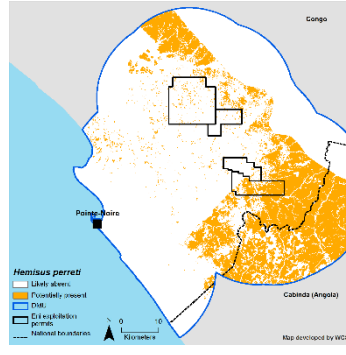 Congo
Pointe Noire
Cabinda (Angola)
Hemisus perreti
Likely absent
Potentially present
DMU
Eni exploitation
permits
National boundaries
0 10
Kilometers
Map developed by WCS